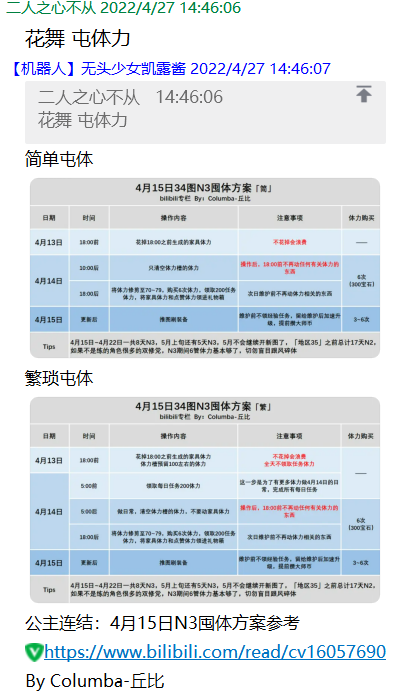 二人之心不从 2022/4/27 14:46:06
花舞 屯体力
【机器人】无头少女凯露酱 2022/4/27 14:46:07
二人之心不从 14:46:06
花舞 屯体力
简单屯体
4月15日34图N3囤体方案「简」
bilibili专栏 By: Columba-丘比
日期 时间 操作内容 注意事项 体力购买
4月13日 18:00前 花掉18:00之前生成的家具体力 不花掉会浪费 ——
4月14日 10:00后 只清空体力槽的体力 操作后，18:00前不再动任何有关体力的东西 6次(300宝石)
18:00后 将体力修剪至70~79，购买6次体力，领取200任务体力，将家具体力和点赞体力领进礼物箱 次日维护前不再动体力相关的东西
4月15日 更新后 推图刷装备 维护前不领经验任务，留给维护后加速升级，提前搬大师币 3~6次
Tips 4月15日~4月22日一共8天N3，5月上旬还有5天N3，5月不会继续开新图了，「地区35」之前总计17天N2，如果不是练的角色很多的双修党，N3期间6管体力基本够了，切勿盲目跟风碎体
繁琐屯体
4月15日34图N3囤体方案「繁」
bilibili专栏 By: Columba-丘比
日期 时间 操作内容 注意事项 体力购买
4月13日 18:00前 花掉18:00之前生成的家具体力 体力槽预留100左右的体力 不花掉会浪费 全天不领取任务体力 ——
4月14日 5:00前 领取每日任务200体力 这一步是为了有更多体力做4月14日的日常，完成所有每日任务
5:00后 做日常，清空体力槽的体力，不要动家具体力 操作后，18:00前不再动任何有关体力的东西 6次(300宝石)
18:00后 将体力修剪至70~79，购买6次体力，领取200任务体力，将家具体力和点赞体力领进礼物箱 次日维护前不再动体力相关的东西
4月15日 更新后 推图刷装备 维护前不领经验任务，留给维护后加速升级，提前搬大师币 3~6次
Tips 4月15日~4月22日一共8天N3，5月上旬还有5天N3，5月不会继续开新图了，「地区35」之前总计17天N2，如果不是练的角色很多的双修党，N3期间6管体力基本够了，切勿盲目跟风碎体
公主连结：4月15日N3囤体方案参考
https://www.bilibili.com/read/cv16057690
By Columba-丘比